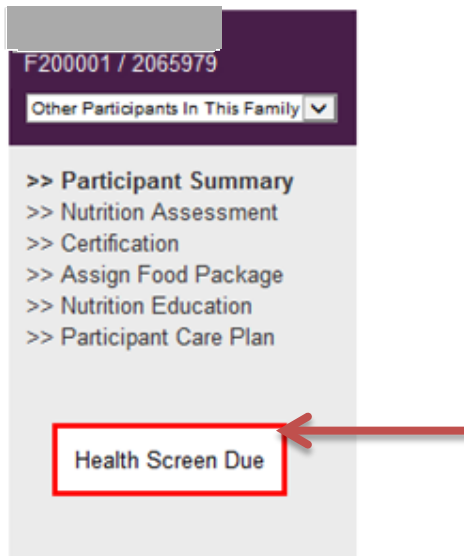 F200001 / 2065979
Other Participants In This Family
>> Participant Summary
>> Nutrition Assessment
>> Certification
>> Assign Food Package
>> Nutrition Education
>> Participant Care Plan
Health Screen Due